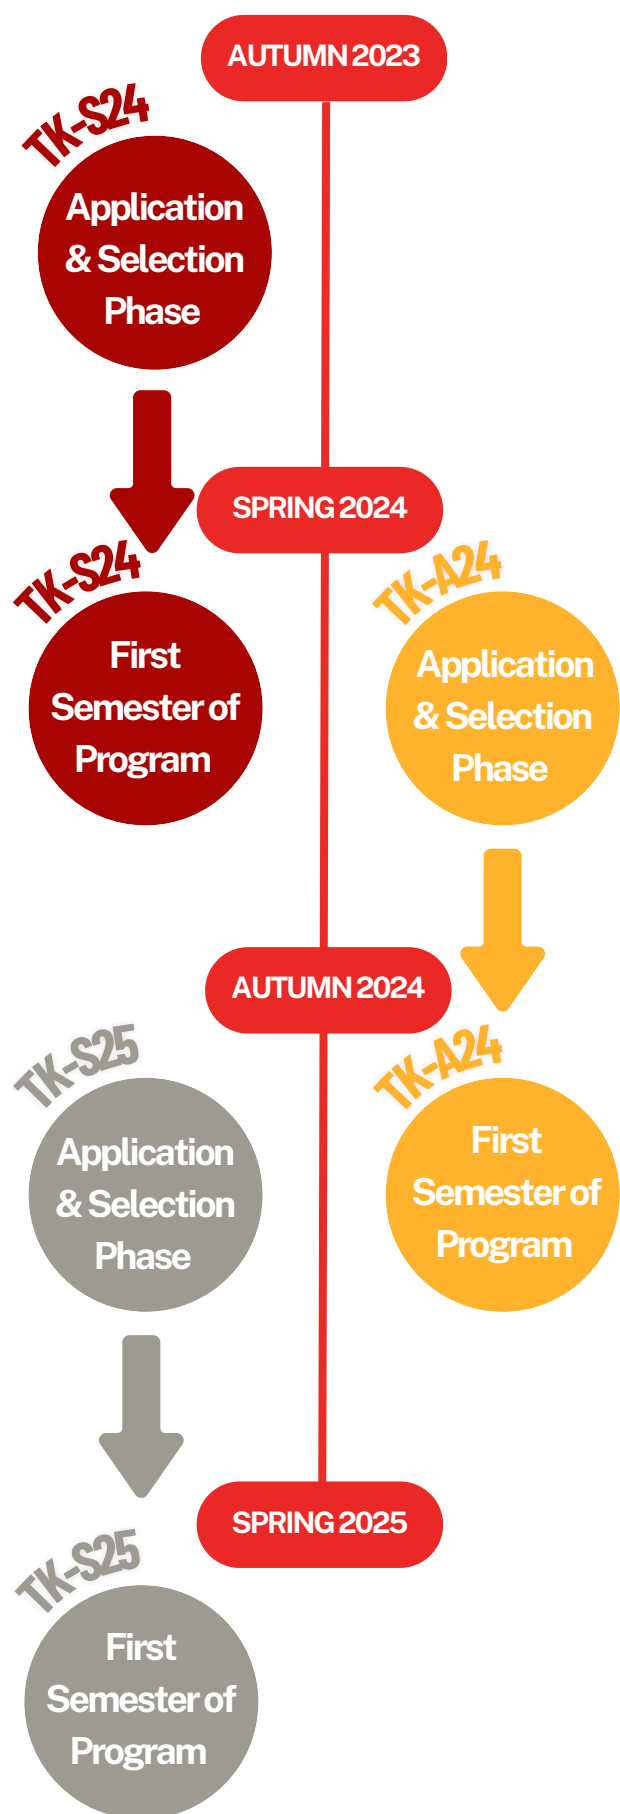 AUTUMN 2023
TK-S24
Application
& Selection
Phase
SPRING 2024
TK-S24
First
Semester of
Program
TK-A24
Application
& Selection
Phase
AUTUMN 2024
TK-S25
Application
& Selection
Phase
TK-A24
First
Semester of
Program
SPRING 2025
TK-S25
First
Semester of
Program